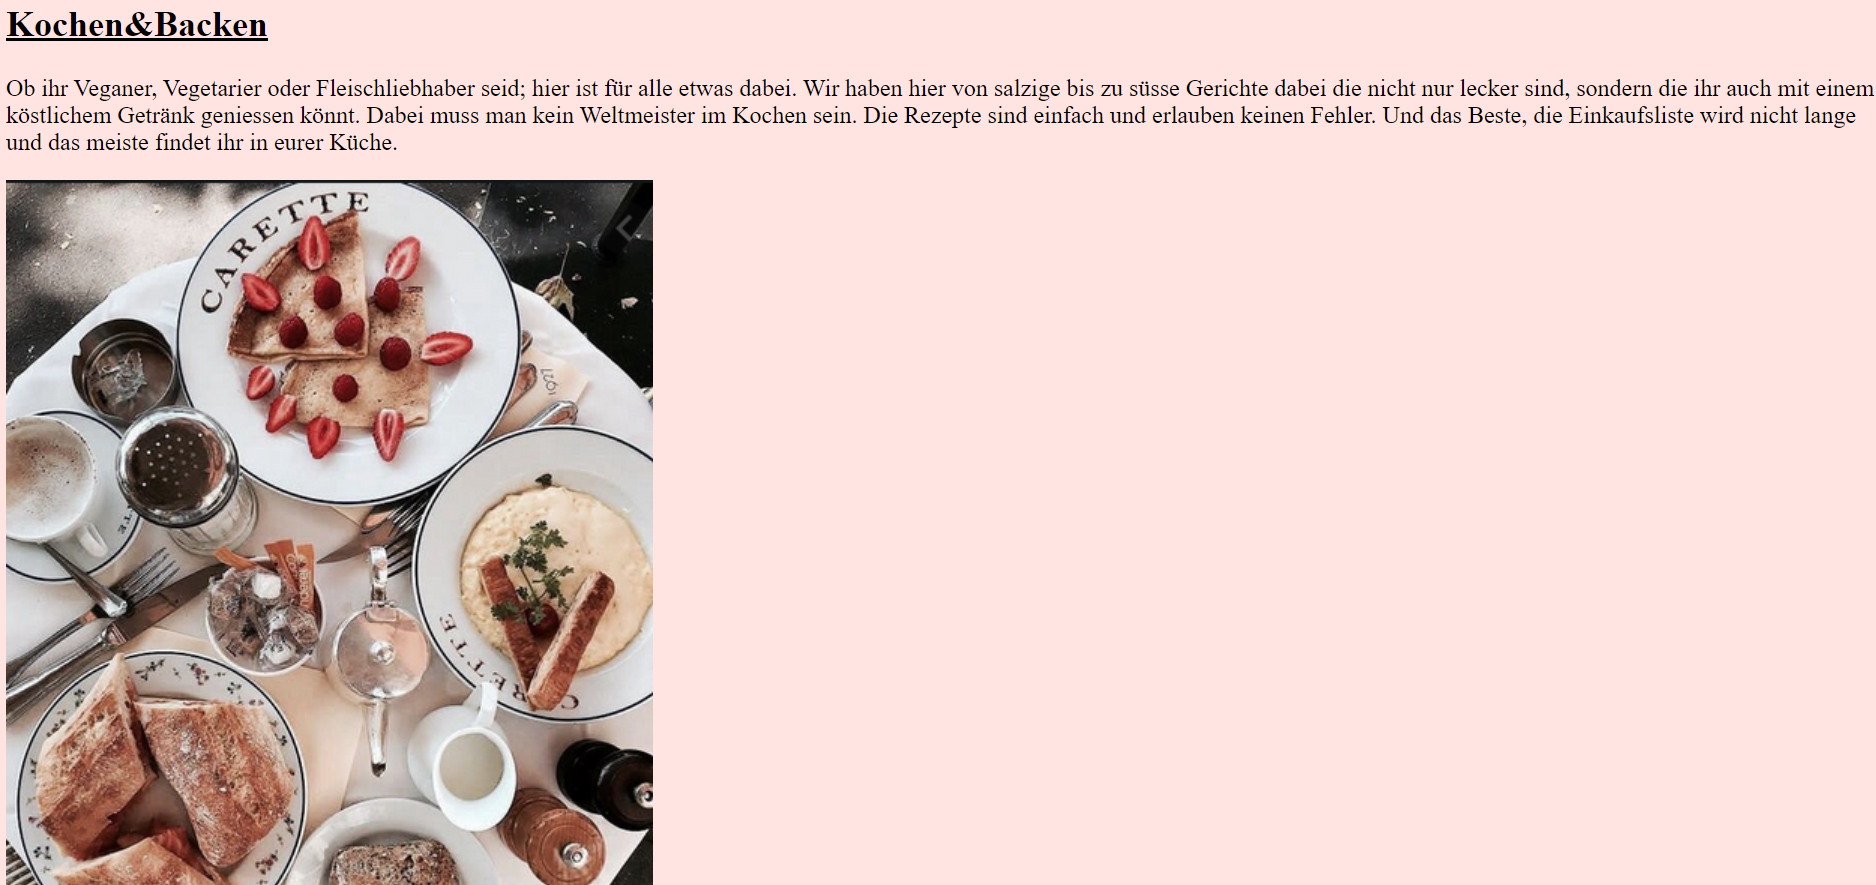 Kochen&Backen
Ob ihr Veganer, Vegetarier oder Fleischliebhaber seid; hier ist für alle etwas dabei. Wir haben hier von salzige bis zu süsse Gerichte dabei die nicht nur lecker sind, sondern die ihr auch mit einem
köstlichem Getränk geniessen könnt. Dabei muss man kein Weltmeister im Kochen sein. Die Rezepte sind einfach und erlauben keinen Fehler. Und das Beste, die Einkaufsliste wird nicht lange
und das meiste findet ihr in eurer Küche.
CARETTE
CARETTE